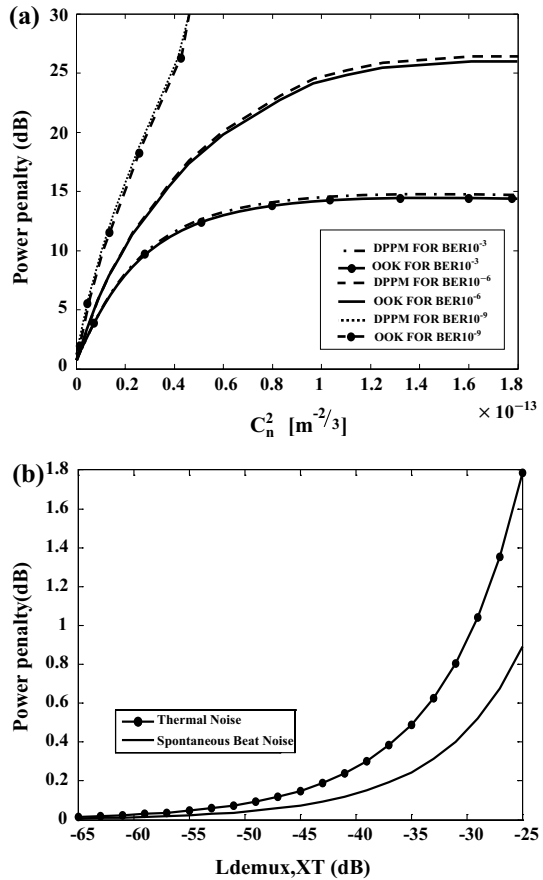 (a)
30
25
20
15
10
5
0
Power penalty (dB)
DPPM FOR BER10-3
OOK FOR BER10-3
DPPM FOR BER10-6
OOK FOR BER10-6
DPPM FOR BER10-9
OOK FOR BER10-9
0 0.2 0.4 0.6 0.8 1 1.2 1.4 1.6 1.8
× 10-13
C2n [m-2/3]
(b)
1.8
1.6
1.4
1.2
1
0.8
0.6
0.4
0.2
0
Power penalty(dB)
Thermal Noise
Spontaneous Beat Noise
-65 -60 -55 -50 -45 -40 -35 -30 -25
Ldemux,XT (dB)